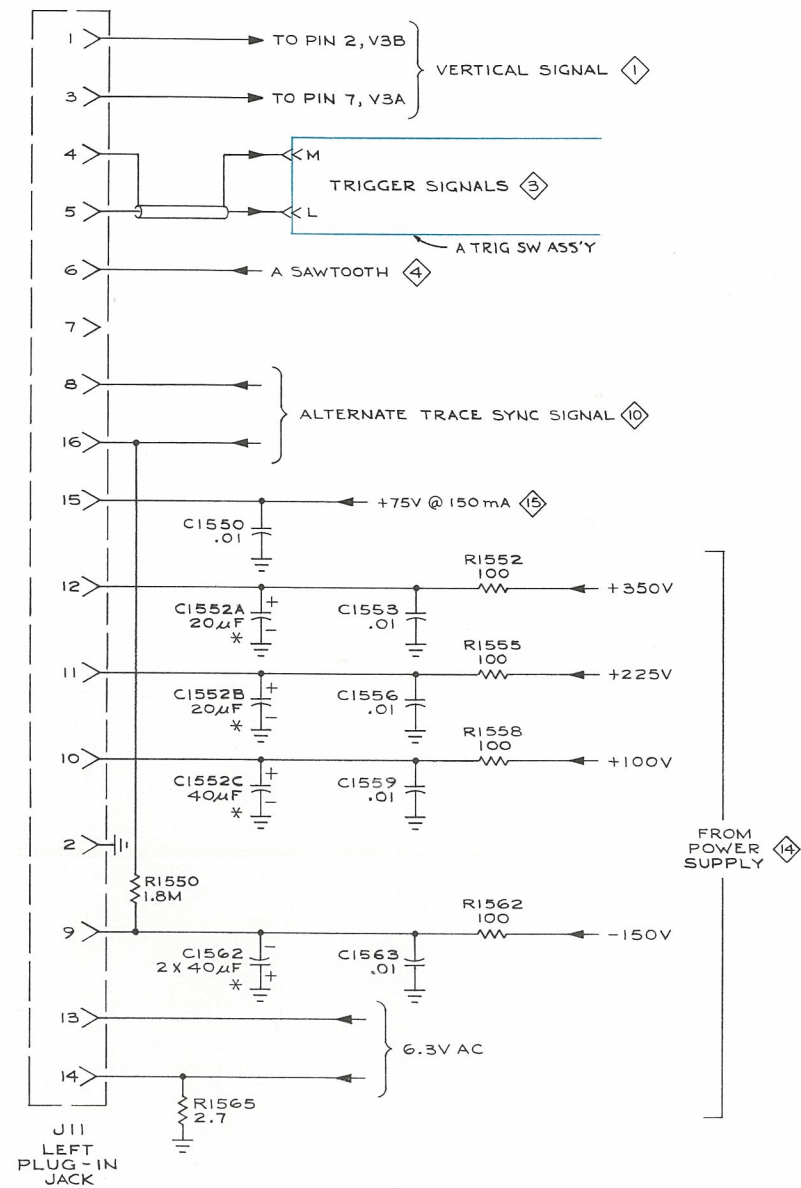 1
TO PIN 2, V3B
VERTICAL SIGNAL 1
3
TO PIN 7, V3A
4
M
TRIGGER SIGNALS 3
5
L
A TRIG SW ASS'Y
6
A SAWTOOTH 4
7
8
ALTERNATE TRACE SYNC SIGNAL 10
16
15
+75V @ 150mA 15
C1550
.01
12
R1552
100
+350V
C1552A
20µF
*
+
−
C1553
.01
11
R1555
100
+225V
C1552B
20µF
*
+
−
C1556
.01
10
R1558
100
+100V
C1552C
40µF
*
+
−
C1559
.01
2
FROM
POWER
SUPPLY 14
R1550
1.8M
9
R1562
100
-150V
C1562
2 X 40µF
*
−
+
C1563
.01
13
6.3V AC
14
R1565
2.7
J11
LEFT
PLUG-IN
JACK